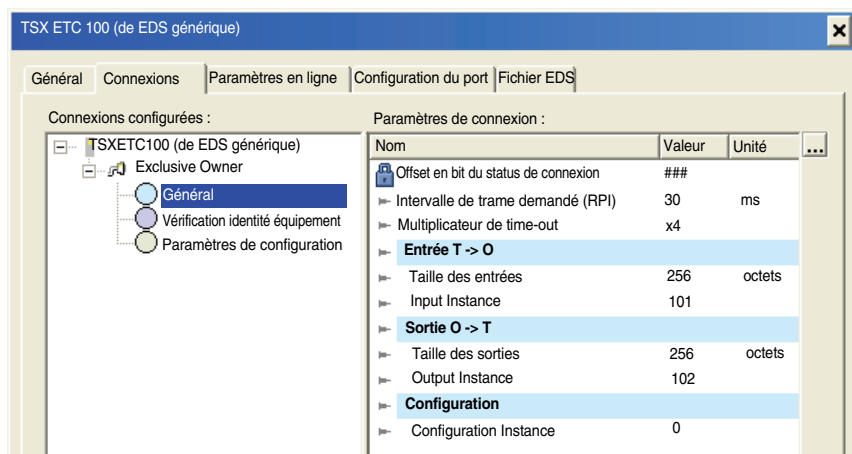 TSX ETC 100 (de EDS générique)
Général Connexions Paramètres en ligne Configuration du port Fichier EDS
Connexions configurées :
TSXETC100 (de EDS générique)
Exclusive Owner
Général
Vérification identité équipement
Paramètres de configuration
Paramètres de connexion :
Nom Valeur Unité ...
Offset en bit du status de connexion ###
Intervalle de trame demandé (RPI) 30 ms
Multiplicateur de time-out x4
Entrée T -> O
Taille des entrées 256 octets
Input Instance 101
Sortie O -> T
Taille des sorties 256 octets
Output Instance 102
Configuration
Configuration Instance 0